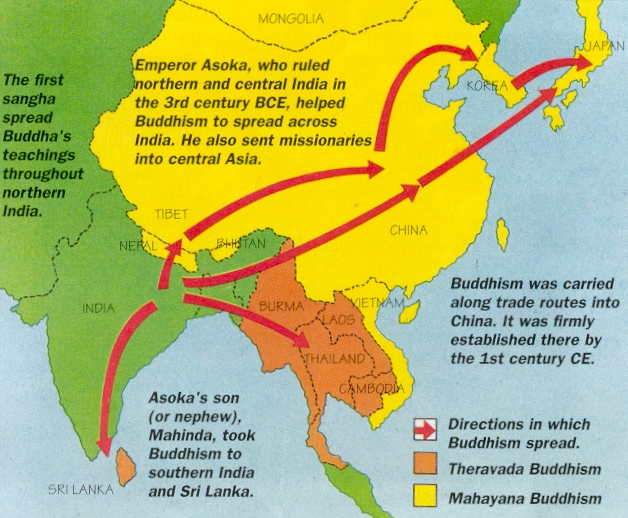 MONGOLIA
Emperor Asoka, who ruled
northern and central India in
the 3rd century BCE, helped
Buddhism to spread across
India. He also sent missionaries
into central Asia.
The first
sangha
spread
Buddha's
teachings
throughout
northern
India.
JAPAN
KOREA
TIBET
NEPAL
BHUTAN
CHINA
INDIA
BURMA
VIETNAM
LAOS
THAILAND
CAMBODIA
Buddhism was carried
along trade routes into
China. It was firmly
established there by
the 1st century CE.
Asoka's son
(or nephew),
Mahinda, took
Buddhism to
southern India
and Sri Lanka.
SRI LANKA
Directions in which
Buddhism spread.
Theravada Buddhism
Mahayana Buddhism